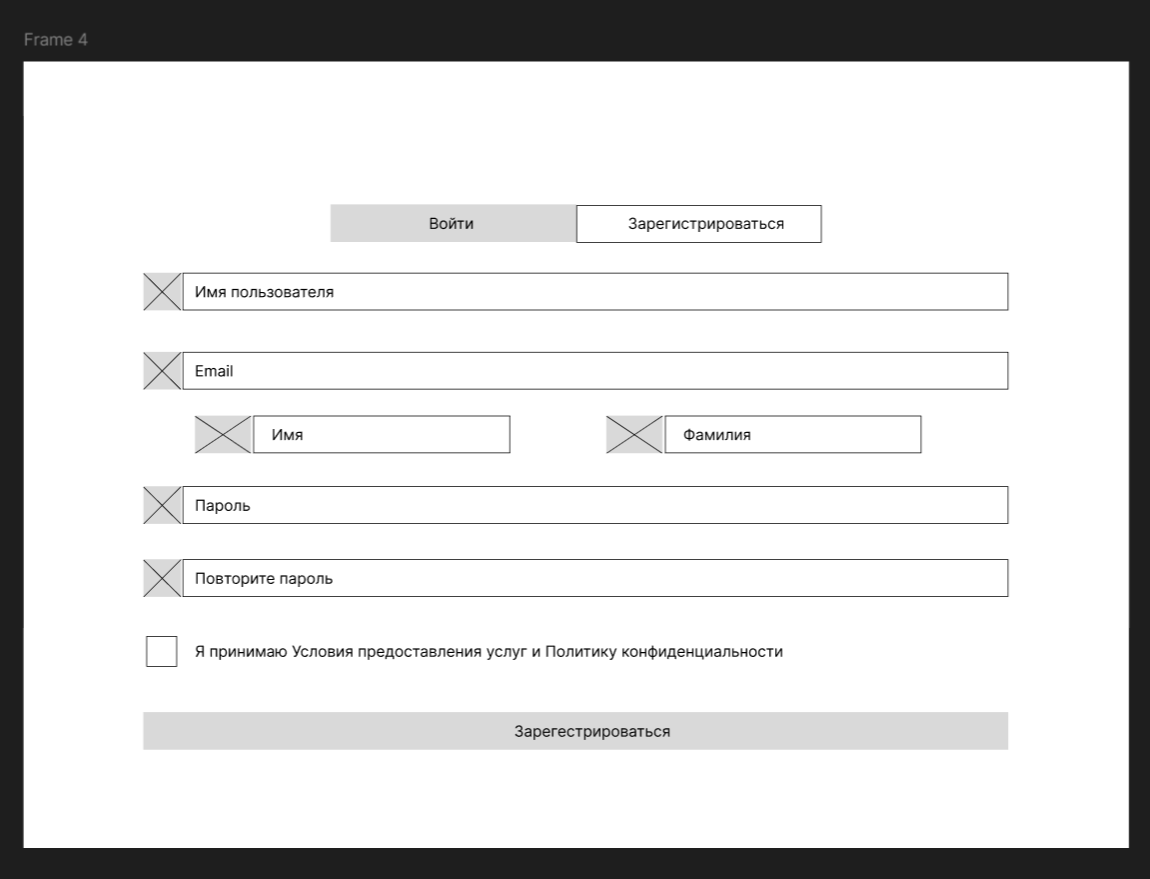 Frame 4
Войти
Зарегистрироваться
Имя пользователя
Email
Имя
Фамилия
Пароль
Повторите пароль
Я принимаю Условия предоставления услуг и Политику конфиденциальности
Зарегестрироваться